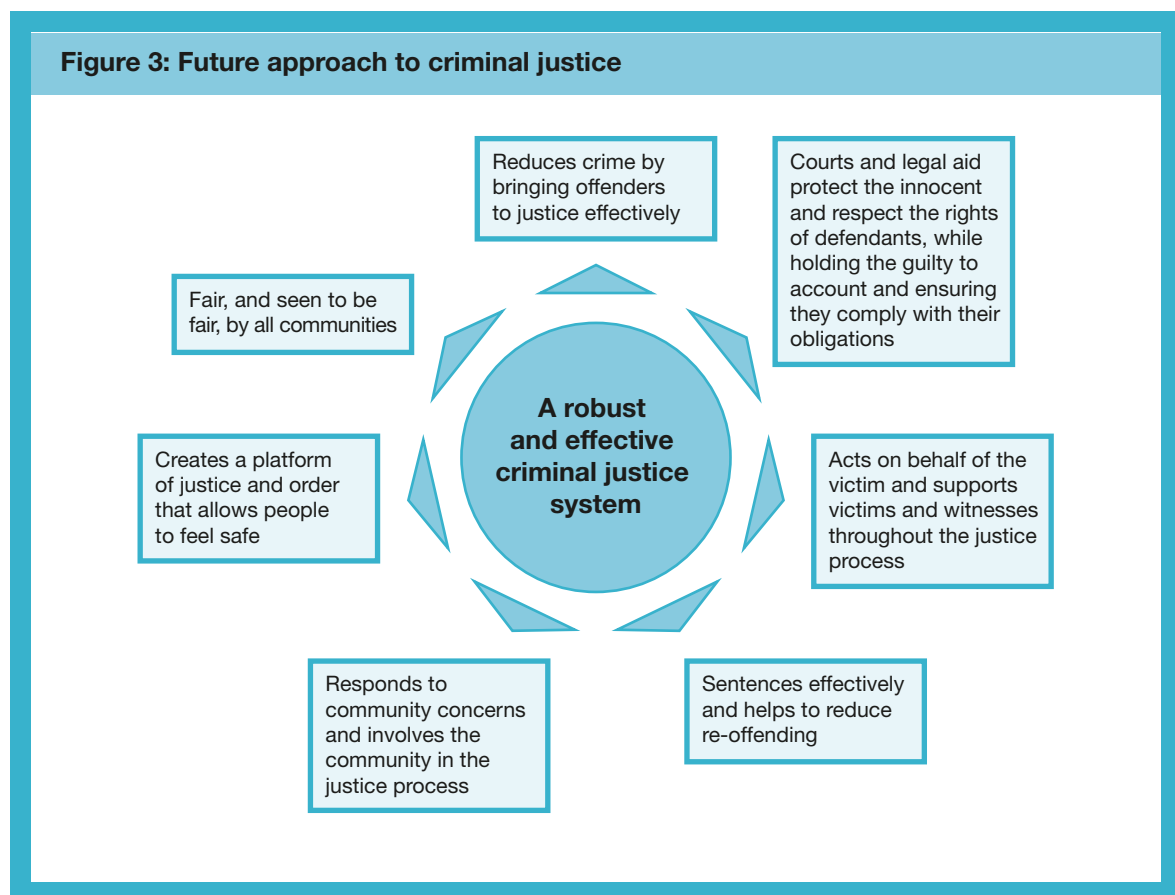 Figure 3: Future approach to criminal justice
Reduces crime by
bringing offenders
to justice effectively
Courts and legal aid
protect the innocent
and respect the rights
of defendants, while
holding the guilty to
account and ensuring
they comply with their
obligations
Fair, and seen to be
fair, by all communities
A robust
and effective
criminal justice
system
Creates a platform
of justice and order
that allows people
to feel safe
Acts on behalf of the
victim and supports
victims and witnesses
throughout the justice
process
Responds to
community concerns
and involves the
community in the
justice process
Sentences effectively
and helps to reduce
re-offending